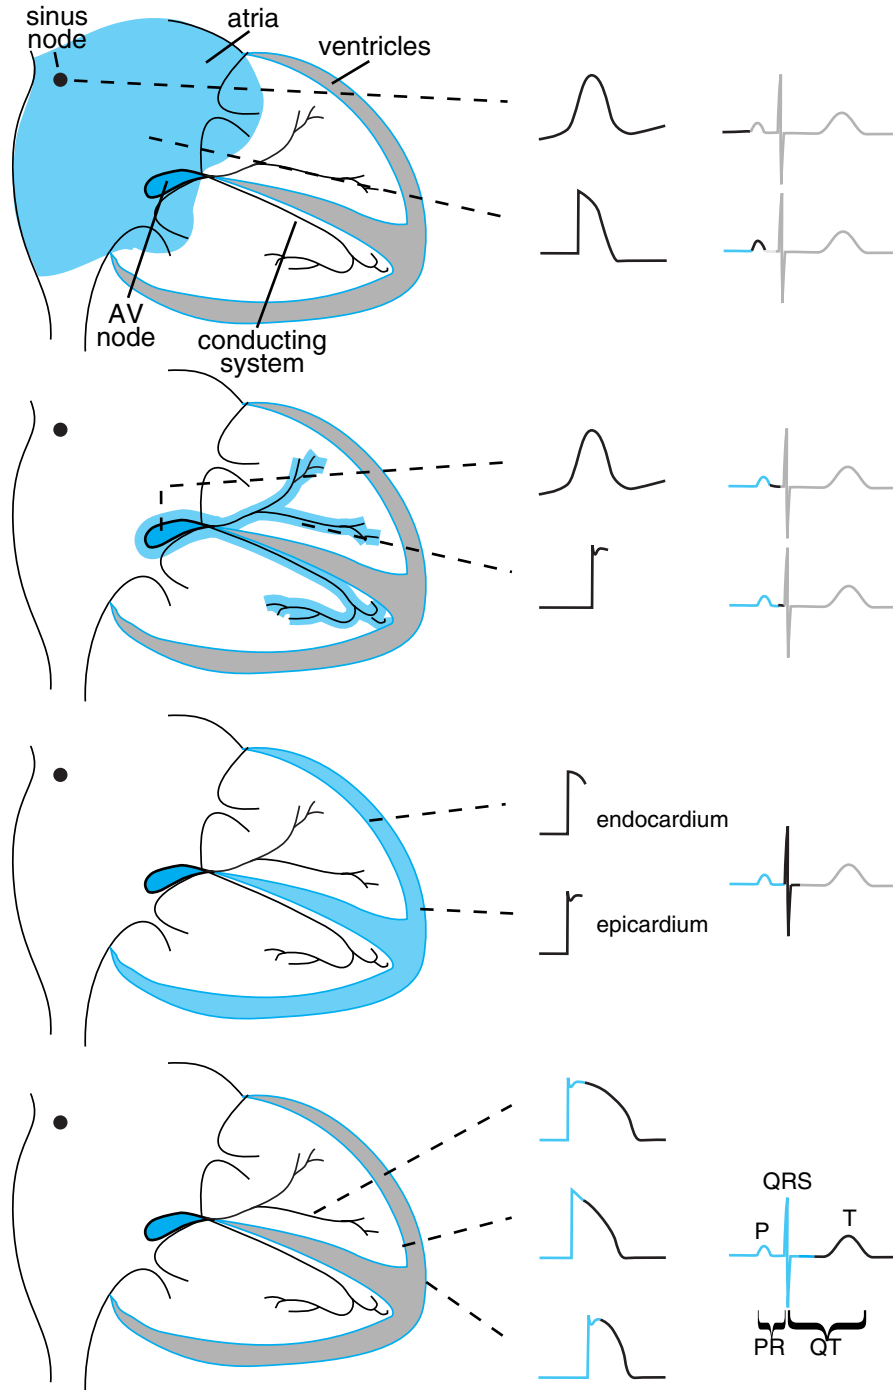 sinus
node
atria
ventricles
AV
node
conducting
system
endocardium
epicardium
QRS
P
T
PR
QT